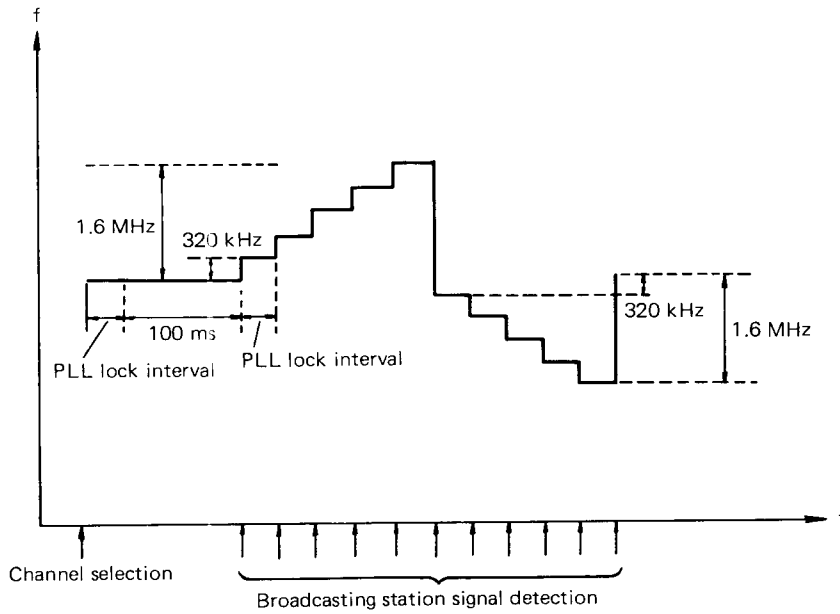 f
1.6 MHz
320 kHz
100 ms
PLL lock interval
PLL lock interval
320 kHz
1.6 MHz
Channel selection
Broadcasting station signal detection